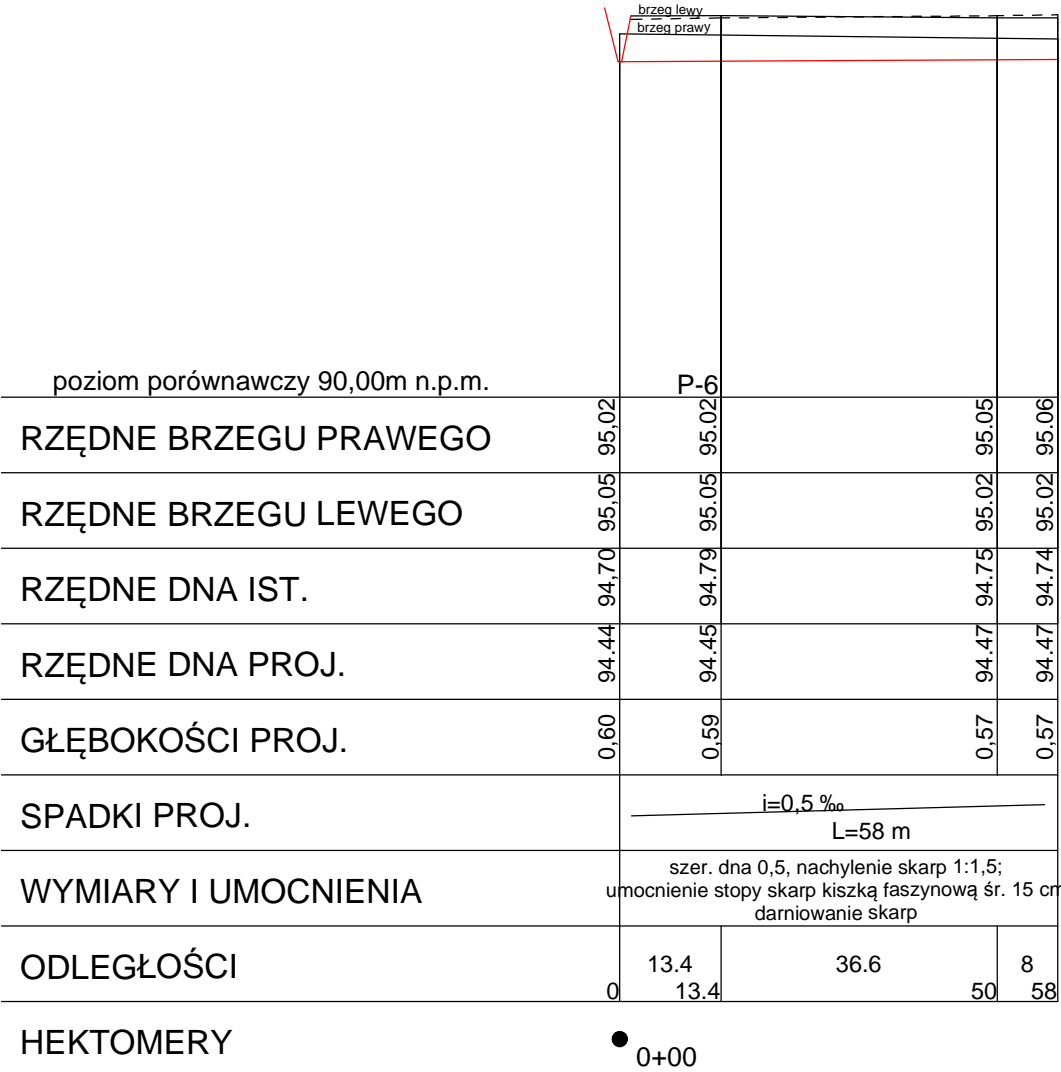 brzeg lewy
brzeg prawy
poziom porównawczy 90,00m n.p.m. P-6
RZĘDNE BRZEGU PRAWEGO 95,02 95.02 95.05 95.06
RZĘDNE BRZEGU LEWEGO 95,05 95.05 95.02 95.02
RZĘDNE DNA IST. 94,70 94.79 94.75 94.74
RZĘDNE DNA PROJ. 94.44 94.45 94.47 94.47
GŁĘBOKOŚCI PROJ. 0,60 0,59 0,57 0,57
SPADKI PROJ. i=0,5 ‰
L=58 m
WYMIARY I UMOCNIENIA
szer. dna 0,5, nachylenie skarp 1:1,5;
umocnienie stopy skarp kiszką faszynową śr. 15 cm
darniowanie skarp
ODLEGŁOŚCI 13.4 36.6 8
0 13.4 50 58
HEKTOMERY 0+00